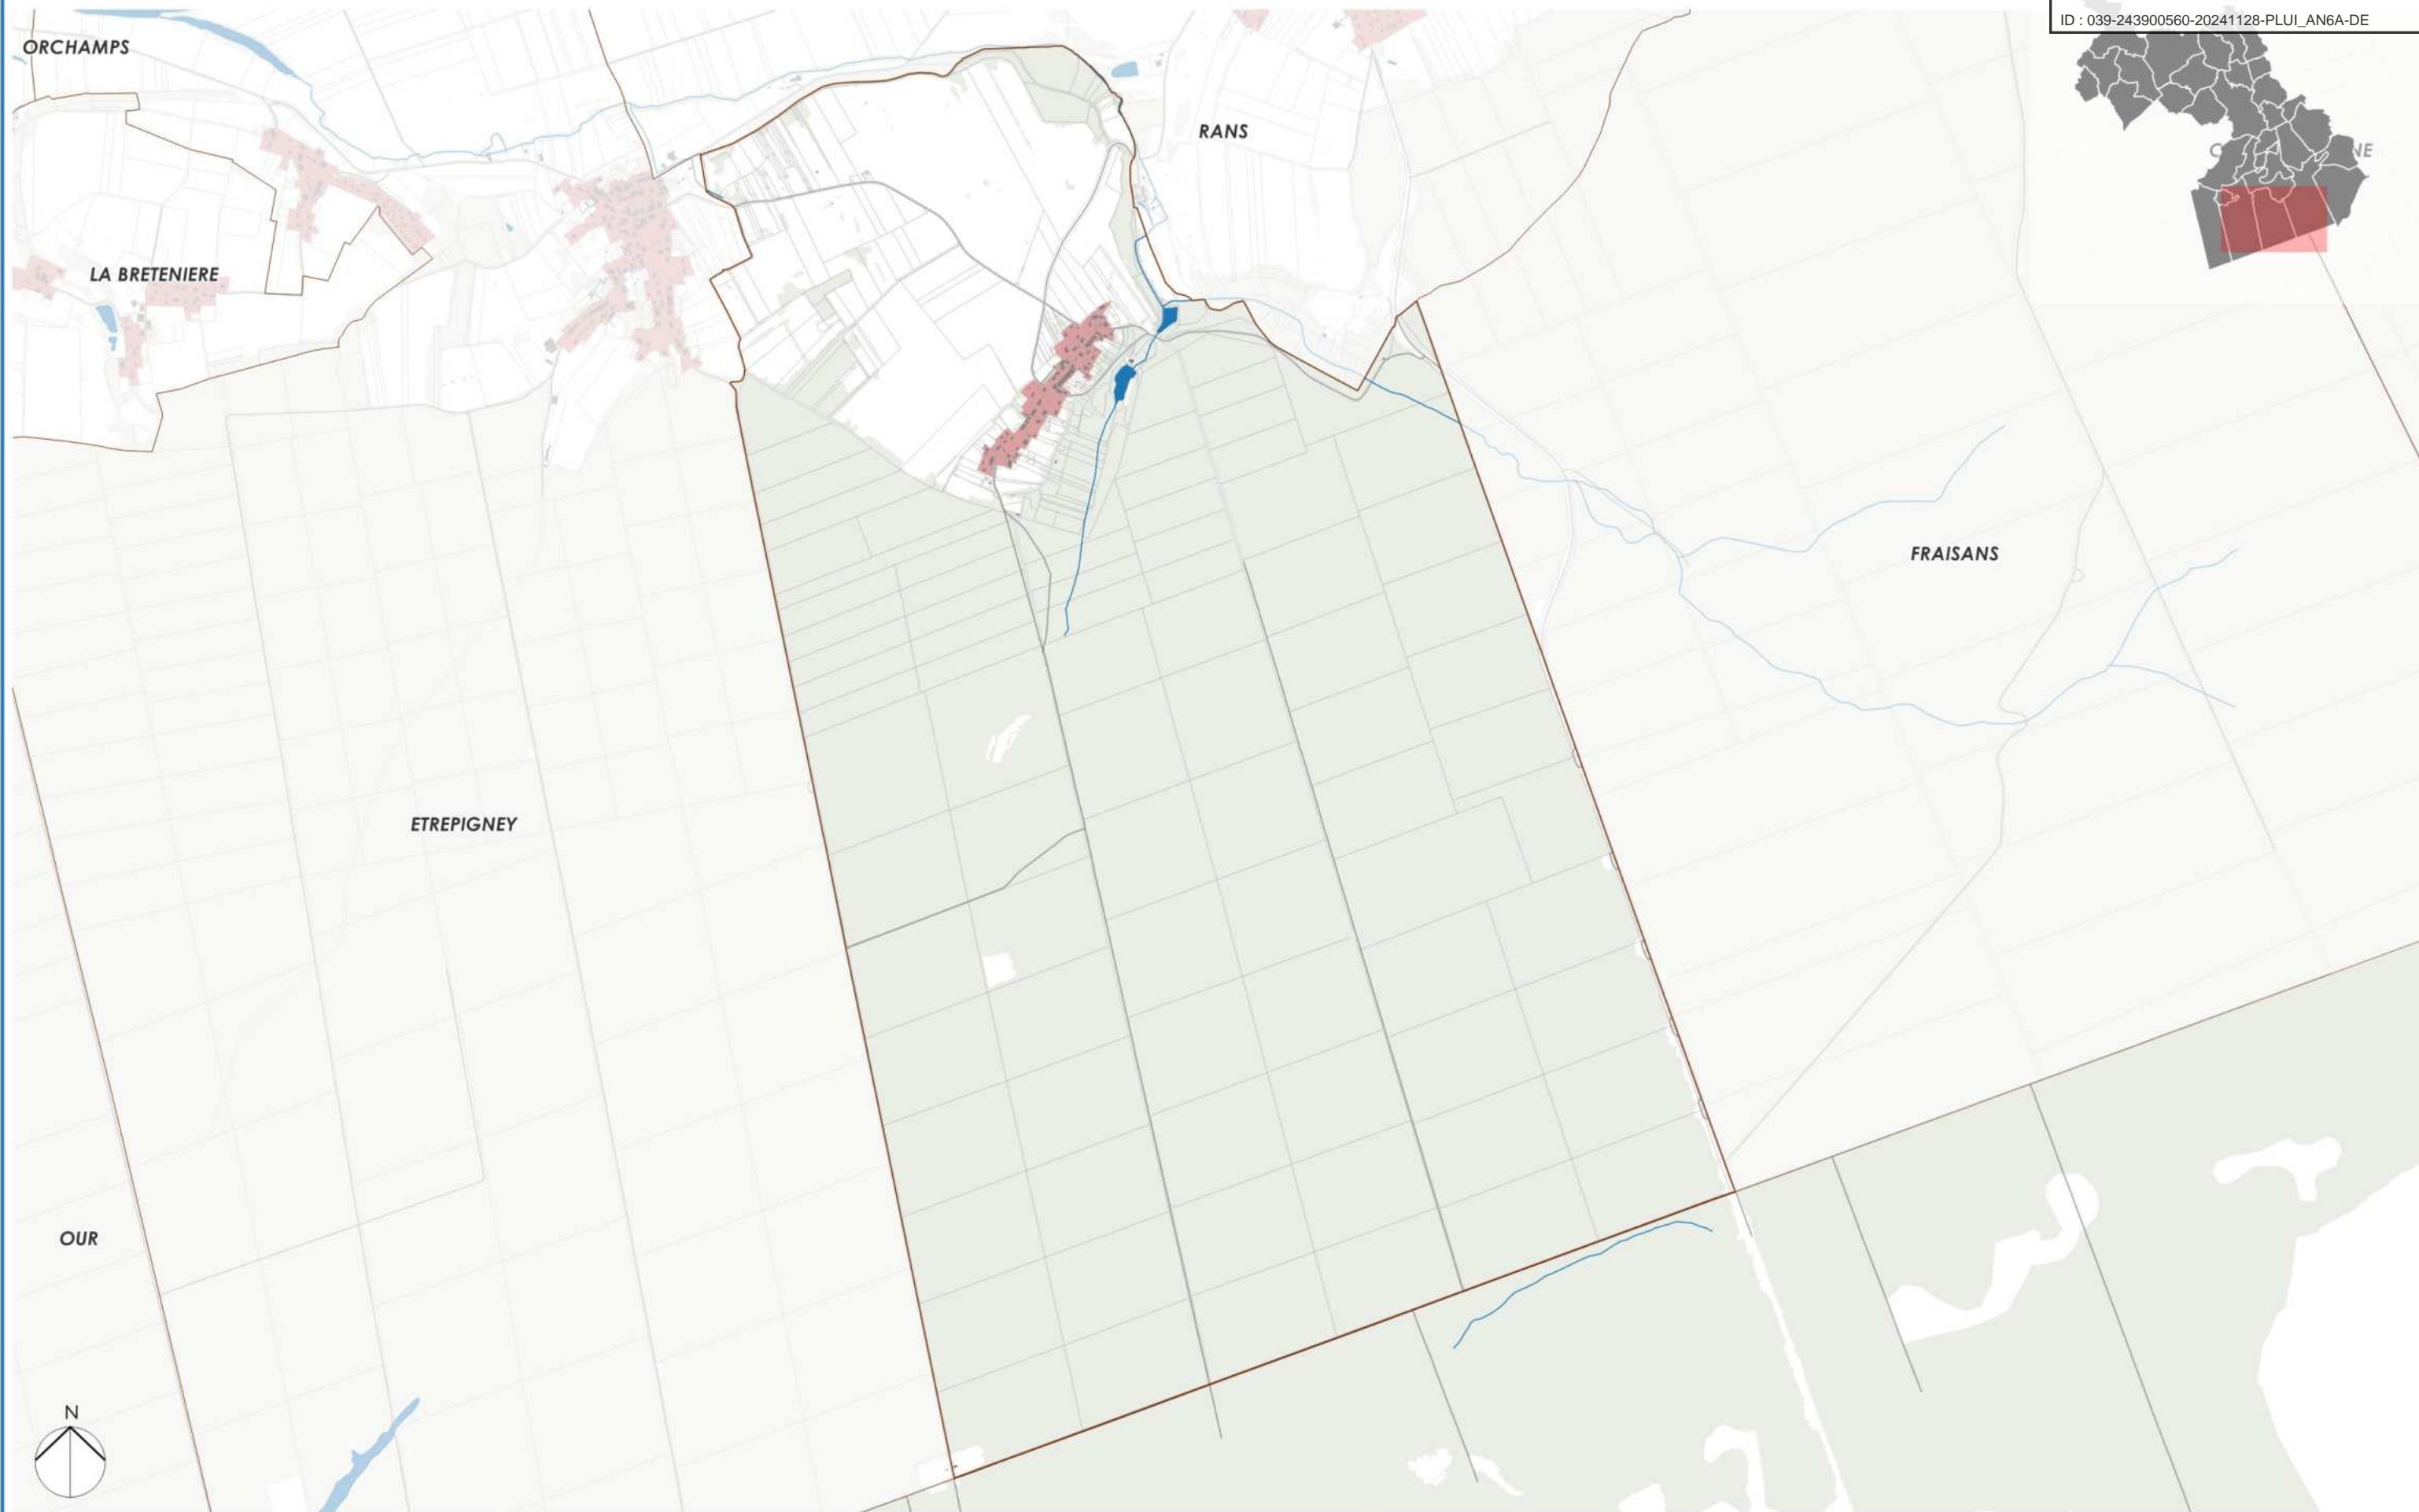 ID : 039-243900560-20241128-PLUI_AN6A-DE
ORCHAMPS
RANS
LA BRETENIERE
FRAISANS
ETREPIGNEY
OUR
N